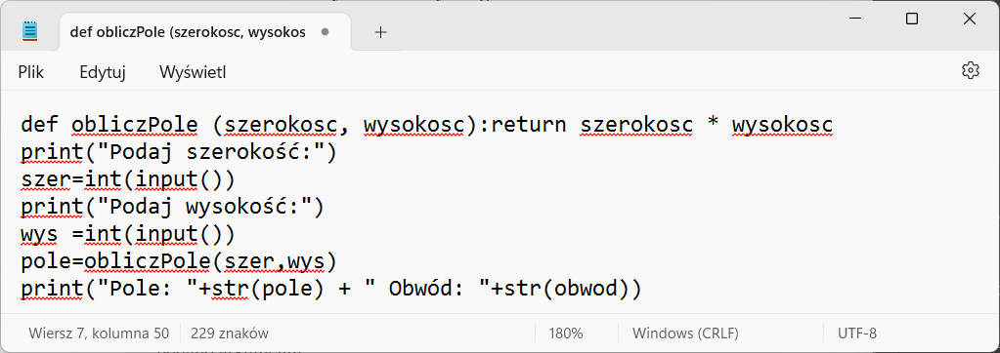 def obliczPole (szerokosc, wysokos
Plik Edytuj Wyświetl
def obliczPole (szerokosc, wysokosc):return szerokosc * wysokosc
print("Podaj szerokość:")
szer=int(input())
print("Podaj wysokość:")
wys =int(input())
pole=obliczPole(szer,wys)
print("Pole: "+str(pole) + " Obwód: "+str(obwod))
Wiersz 7, kolumna 50 229 znaków 180% Windows (CRLF) UTF-8